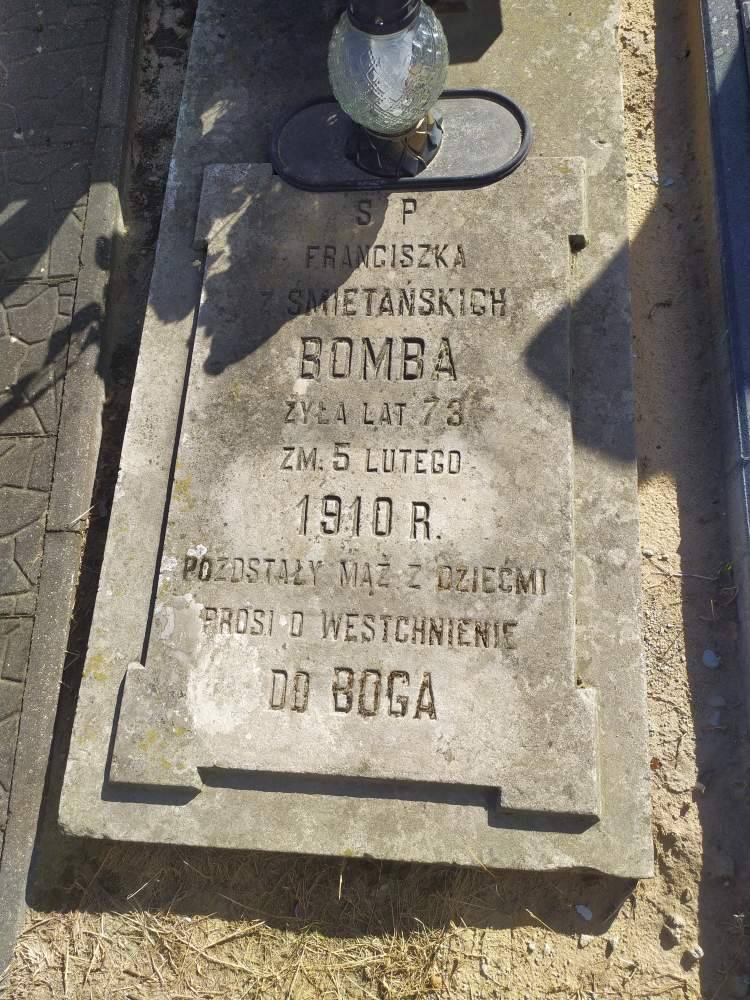 S P
FRANCISZKA
Z ŚMIETAŃSKICH
BOMBA
ŻYŁA LAT 73
ZM. 5 LUTEGO
1910 R.
POZOSTAŁY MĄŻ Z DZIEĆMI
PROSI O WESTCHNIENIE
DO BOGA